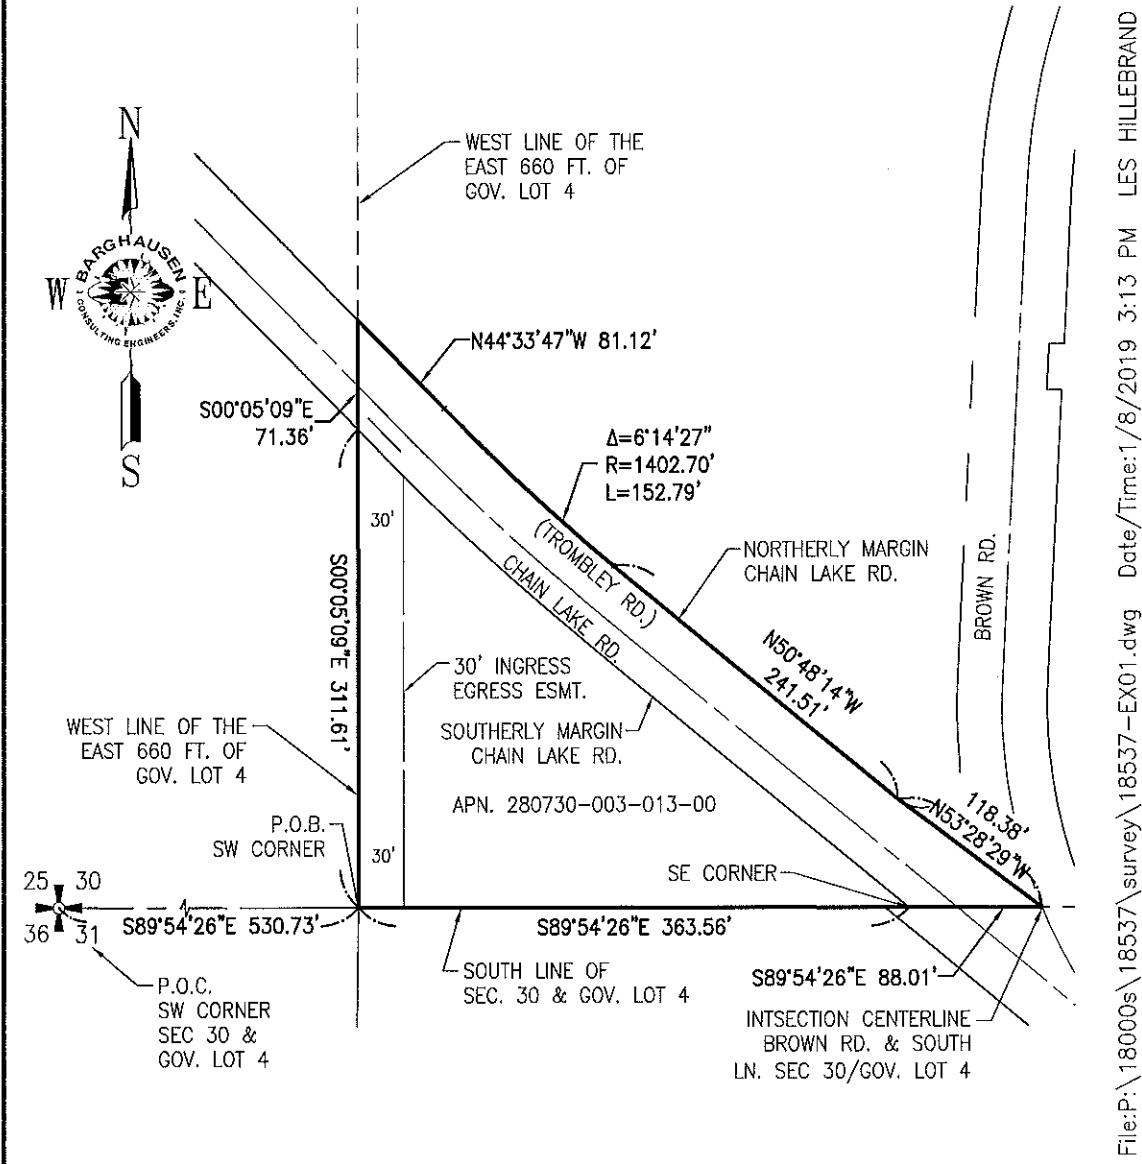 N
WEST LINE OF THE
EAST 660 FT. OF
GOV. LOT 4
BARGHAUSEN
CONSULTING ENGINEERS, INC.
W
E
S
N44°33'47"W 81.12'
S00°05'09"E
71.36'
Δ=6°14'27"
R=1402.70'
L=152.79'
30'
(TROMBLEY RD.)
CHAIN LAKE RD.
NORTHERLY MARGIN
CHAIN LAKE RD.
BROWN RD.
S00°05'09"E 311.61'
30' INGRESS
EGRESS ESMT.
N50°48'14"W
241.51'
WEST LINE OF THE
EAST 660 FT. OF
GOV. LOT 4
SOUTHERLY MARGIN
CHAIN LAKE RD.
APN. 280730-003-013-00
118.38'
N53°28'29"W
P.O.B.
SW CORNER
30'
SE CORNER
25 30
36 31
S89°54'26"E 530.73'
S89°54'26"E 363.56'
S89°54'26"E 88.01'
P.O.C.
SW CORNER
SEC 30 &
GOV. LOT 4
SOUTH LINE OF
SEC. 30 & GOV. LOT 4
INTSECTION CENTERLINE
BROWN RD. & SOUTH
LN. SEC 30/GOV. LOT 4
File:P:\18000s\18537\survey\18537-EX01.dwg Date/Time:1/8/2019 3:13 PM LES HILLEBRAND